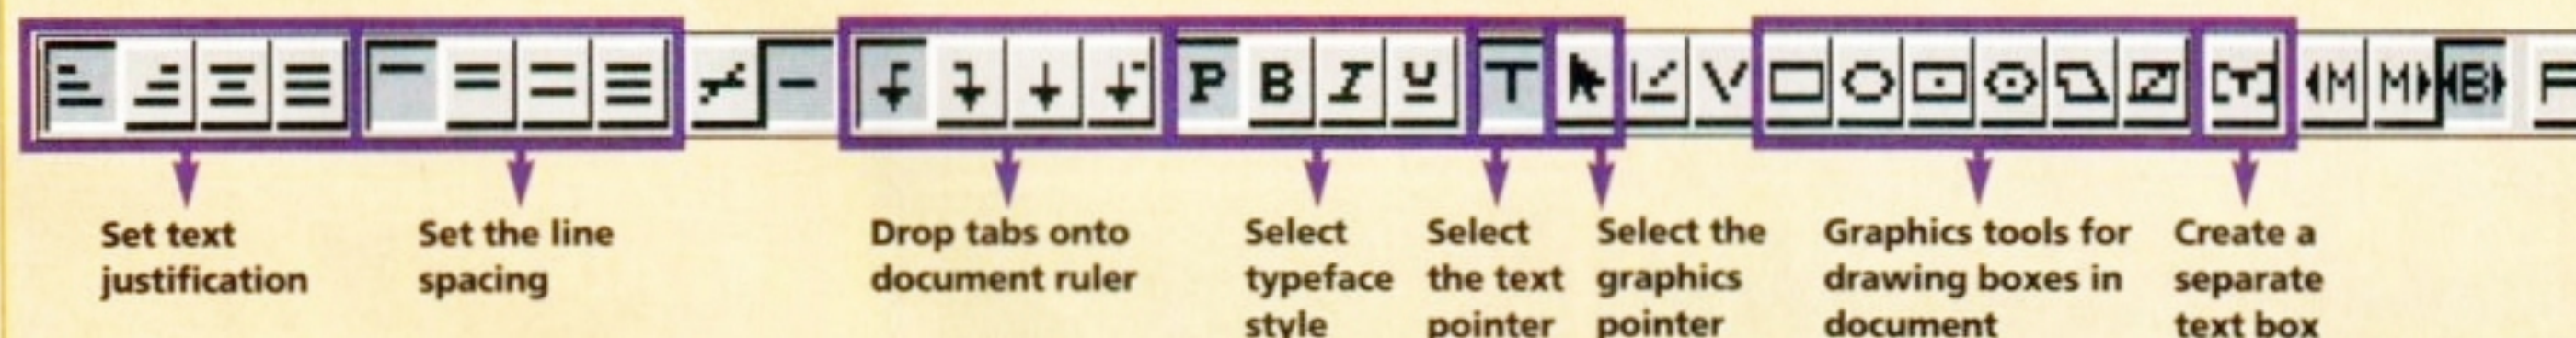 P B I U T V [T] M M B
Set text
justification
Set the line
spacing
Drop tabs onto
document ruler
Select
typeface
style
Select
the text
pointer
Select the
graphics
pointer
Graphics tools for
drawing boxes in
document
Create a
separate
text box